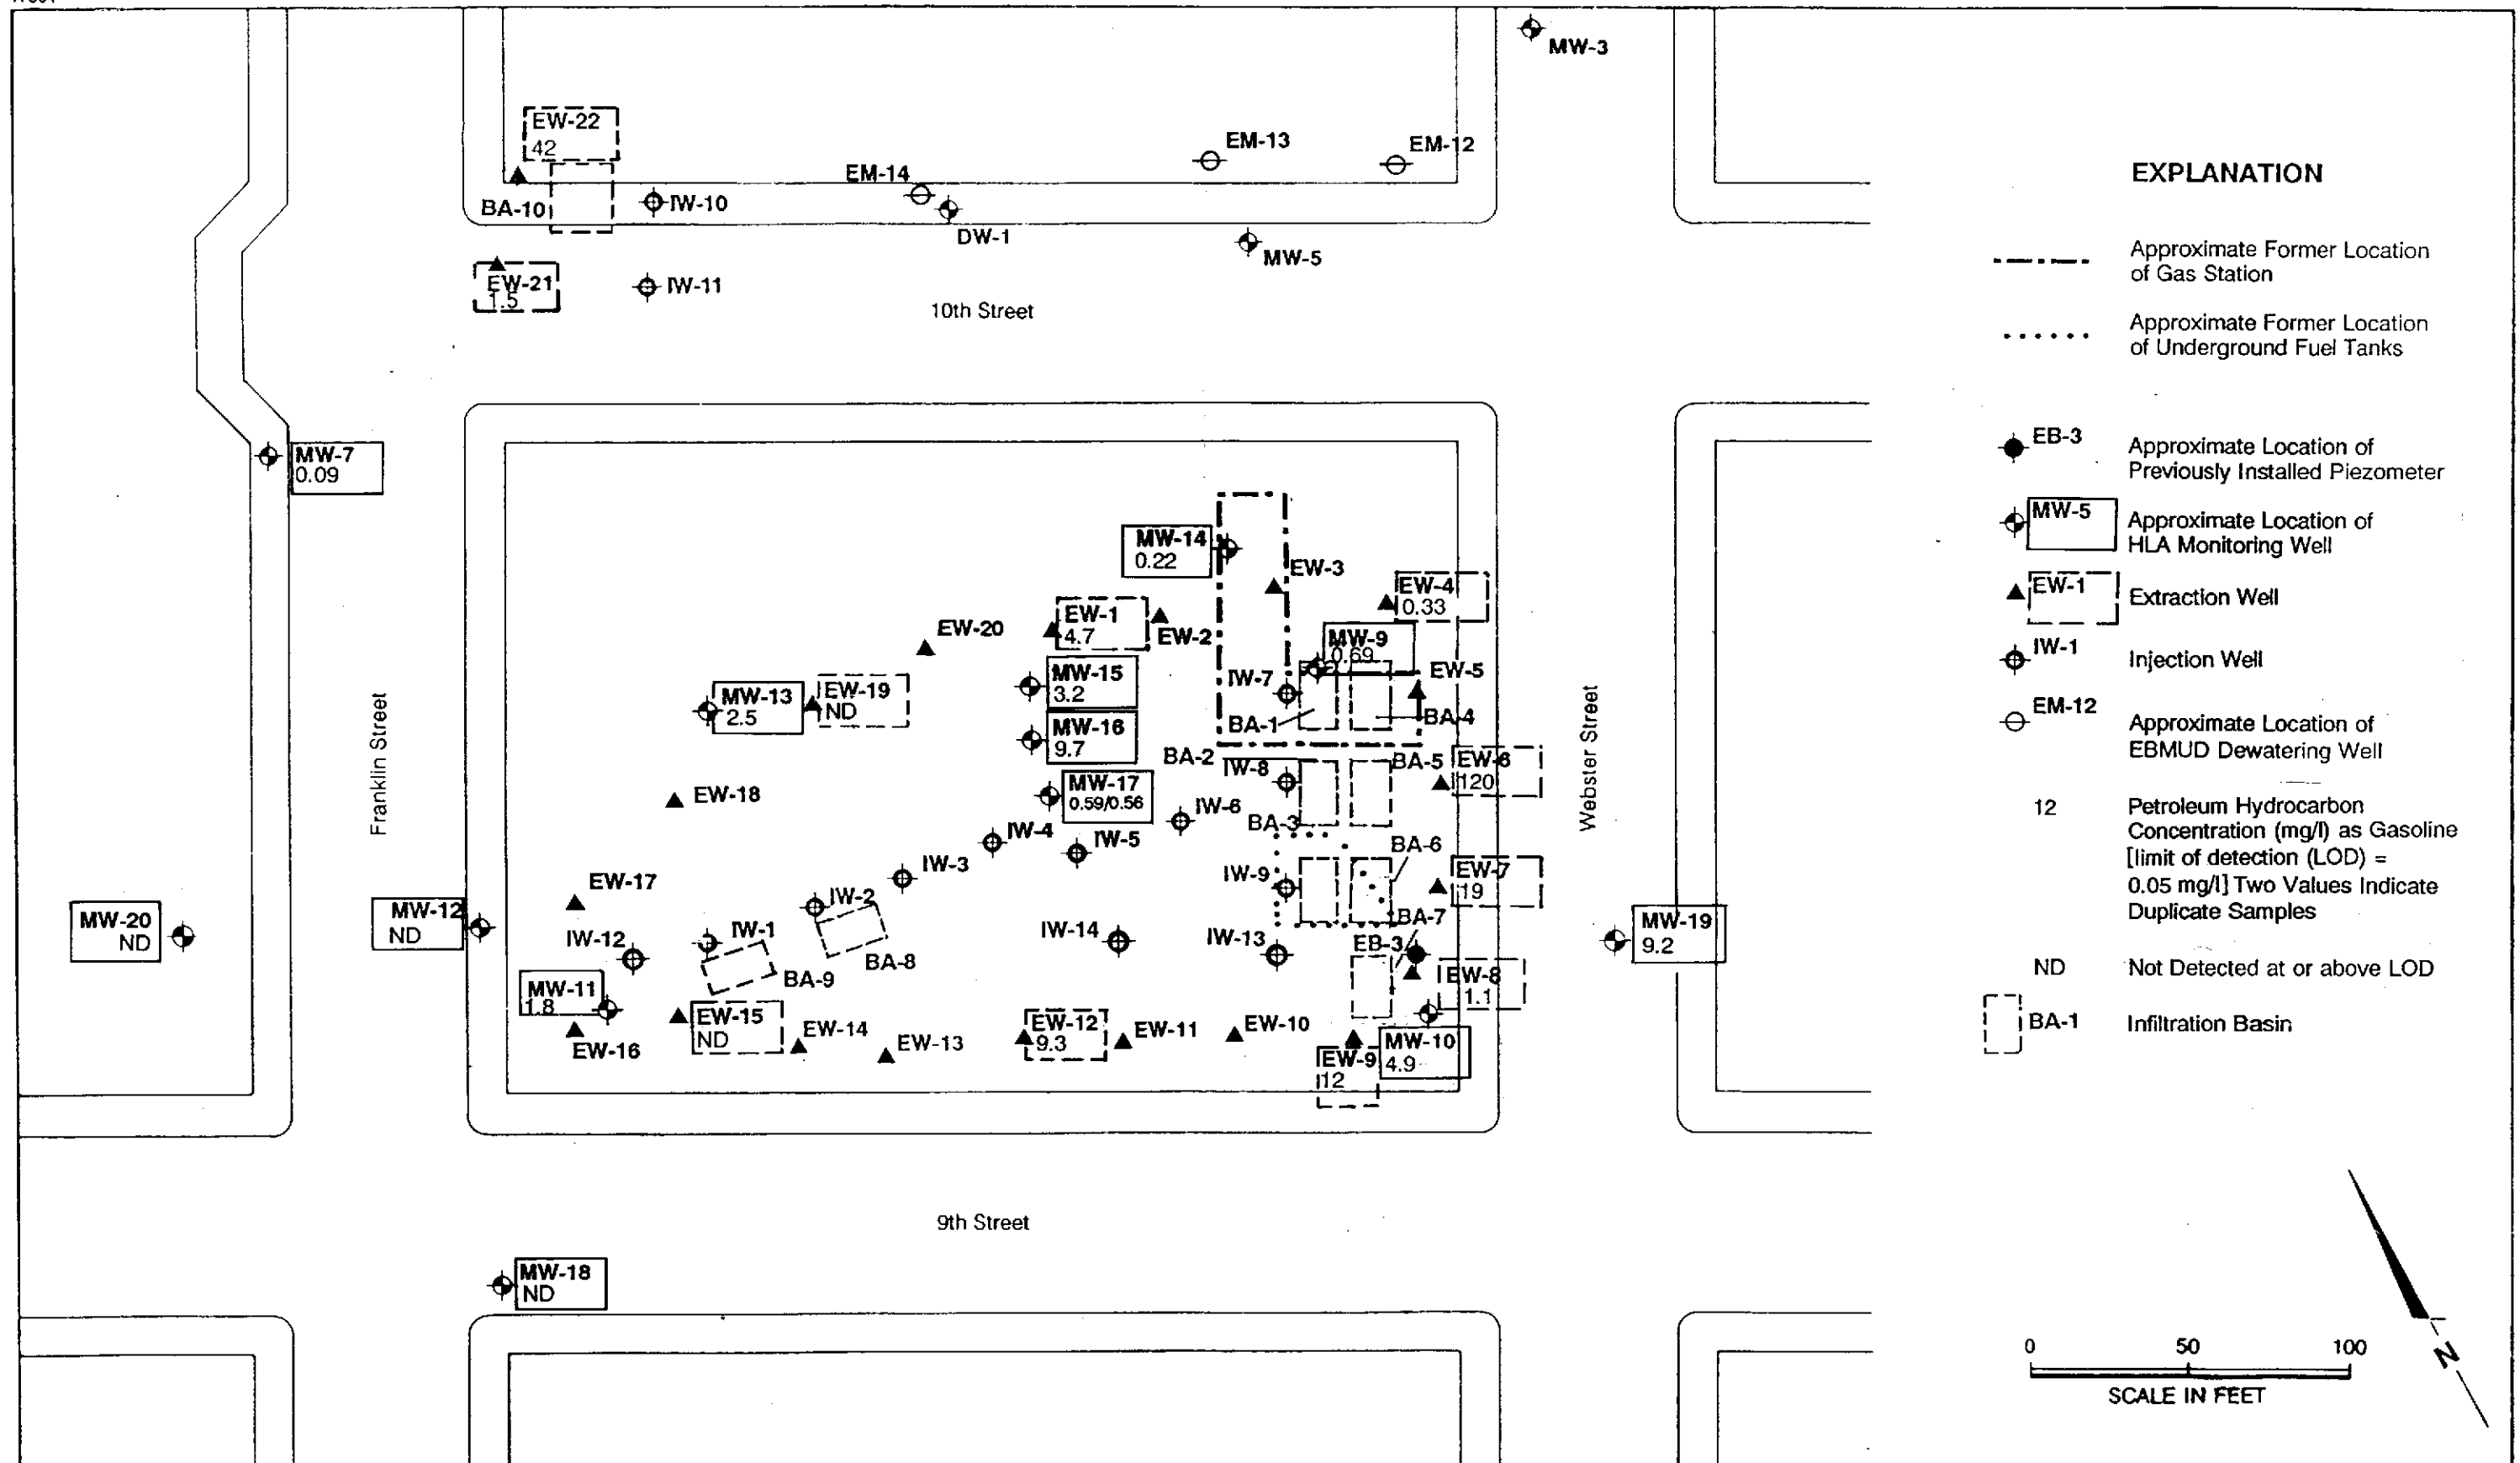 MW-3
EW-22
42
EM-13
EM-12
EM-14
BA-10
IW-10
DW-1
MW-5
EW-21
1.5
IW-11
10th Street
MW-7
0.09
MW-14
0.22
EW-3
EW-4
0.33
EW-1
4.7
EW-2
EW-20
MW-9
0.69
MW-15
3.2
IW-7
EW-5
MW-13
2.5
EW-19
ND
BA-1
BA-4
MW-16
9.7
BA-2
IW-8
BA-5
EW-6
120
MW-17
0.59/0.56
EW-18
IW-6
BA-3
IW-4
IW-5
BA-6
IW-3
EW-7
19
IW-9
EW-17
IW-2
BA-7
Franklin Street
Webster Street
MW-20
ND
MW-12
ND
IW-12
IW-1
IW-14
IW-13
EB-3
MW-19
9.2
BA-8
BA-9
MW-11
1.8
EW-8
1.1
EW-15
ND
EW-16
EW-14
EW-13
EW-12
9.3
EW-11
EW-10
EW-9
12
MW-10
4.9
9th Street
MW-18
ND
EXPLANATION
Approximate Former Location
of Gas Station
Approximate Former Location
of Underground Fuel Tanks
EB-3
Approximate Location of
Previously Installed Piezometer
MW-5
Approximate Location of
HLA Monitoring Well
EW-1
Extraction Well
IW-1
Injection Well
EM-12
Approximate Location of
EBMUD Dewatering Well
12
Petroleum Hydrocarbon
Concentration (mg/l) as Gasoline
[limit of detection (LOD) =
0.05 mg/l] Two Values Indicate
Duplicate Samples
ND
Not Detected at or above LOD
BA-1
Infiltration Basin
N
0 50 100
SCALE IN FEET